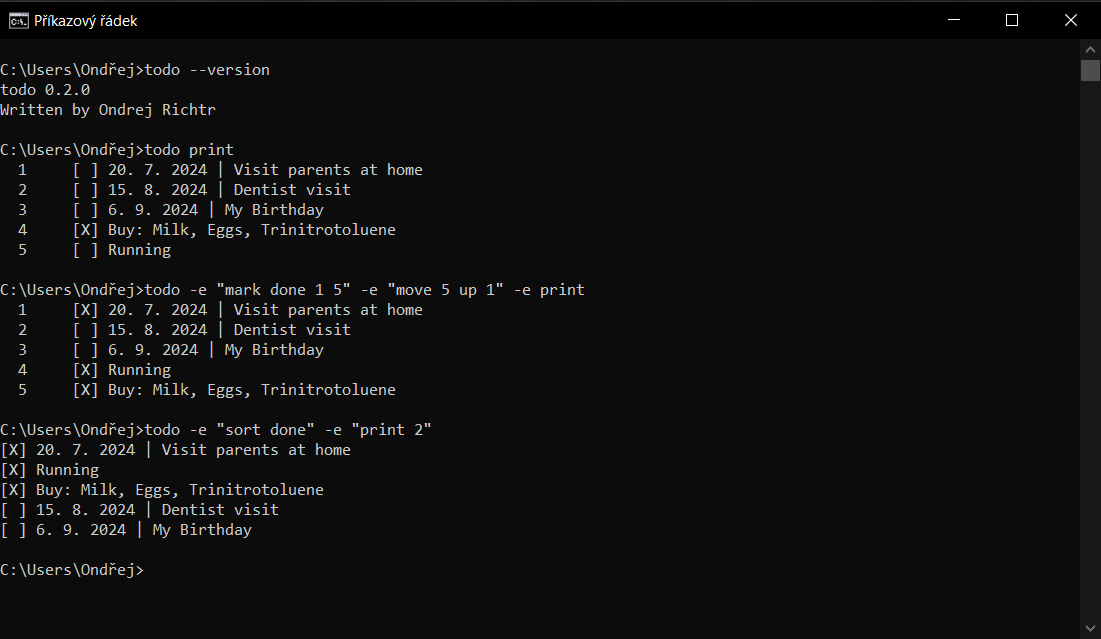 Příkazový řádek
C:\Users\Ondřej>todo --version
todo 0.2.0
Written by Ondrej Richtr
C:\Users\Ondřej>todo print
1 [ ] 20. 7. 2024 | Visit parents at home
2 [ ] 15. 8. 2024 | Dentist visit
3 [ ] 6. 9. 2024 | My Birthday
4 [X] Buy: Milk, Eggs, Trinitrotoluene
5 [ ] Running
C:\Users\Ondřej>todo -e "mark done 1 5" -e "move 5 up 1" -e print
1 [X] 20. 7. 2024 | Visit parents at home
2 [ ] 15. 8. 2024 | Dentist visit
3 [ ] 6. 9. 2024 | My Birthday
4 [X] Running
5 [X] Buy: Milk, Eggs, Trinitrotoluene
C:\Users\Ondřej>todo -e "sort done" -e "print 2"
[X] 20. 7. 2024 | Visit parents at home
[X] Running
[X] Buy: Milk, Eggs, Trinitrotoluene
[ ] 15. 8. 2024 | Dentist visit
[ ] 6. 9. 2024 | My Birthday
C:\Users\Ondřej>